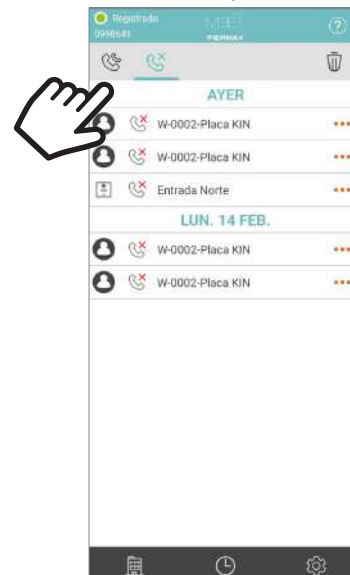 Registrado
0998641
MEET
FERMAX
AYER
W-0002-Placa KIN
W-0002-Placa KIN
Entrada Norte
LUN. 14 FEB.
W-0002-Placa KIN
W-0002-Placa KIN